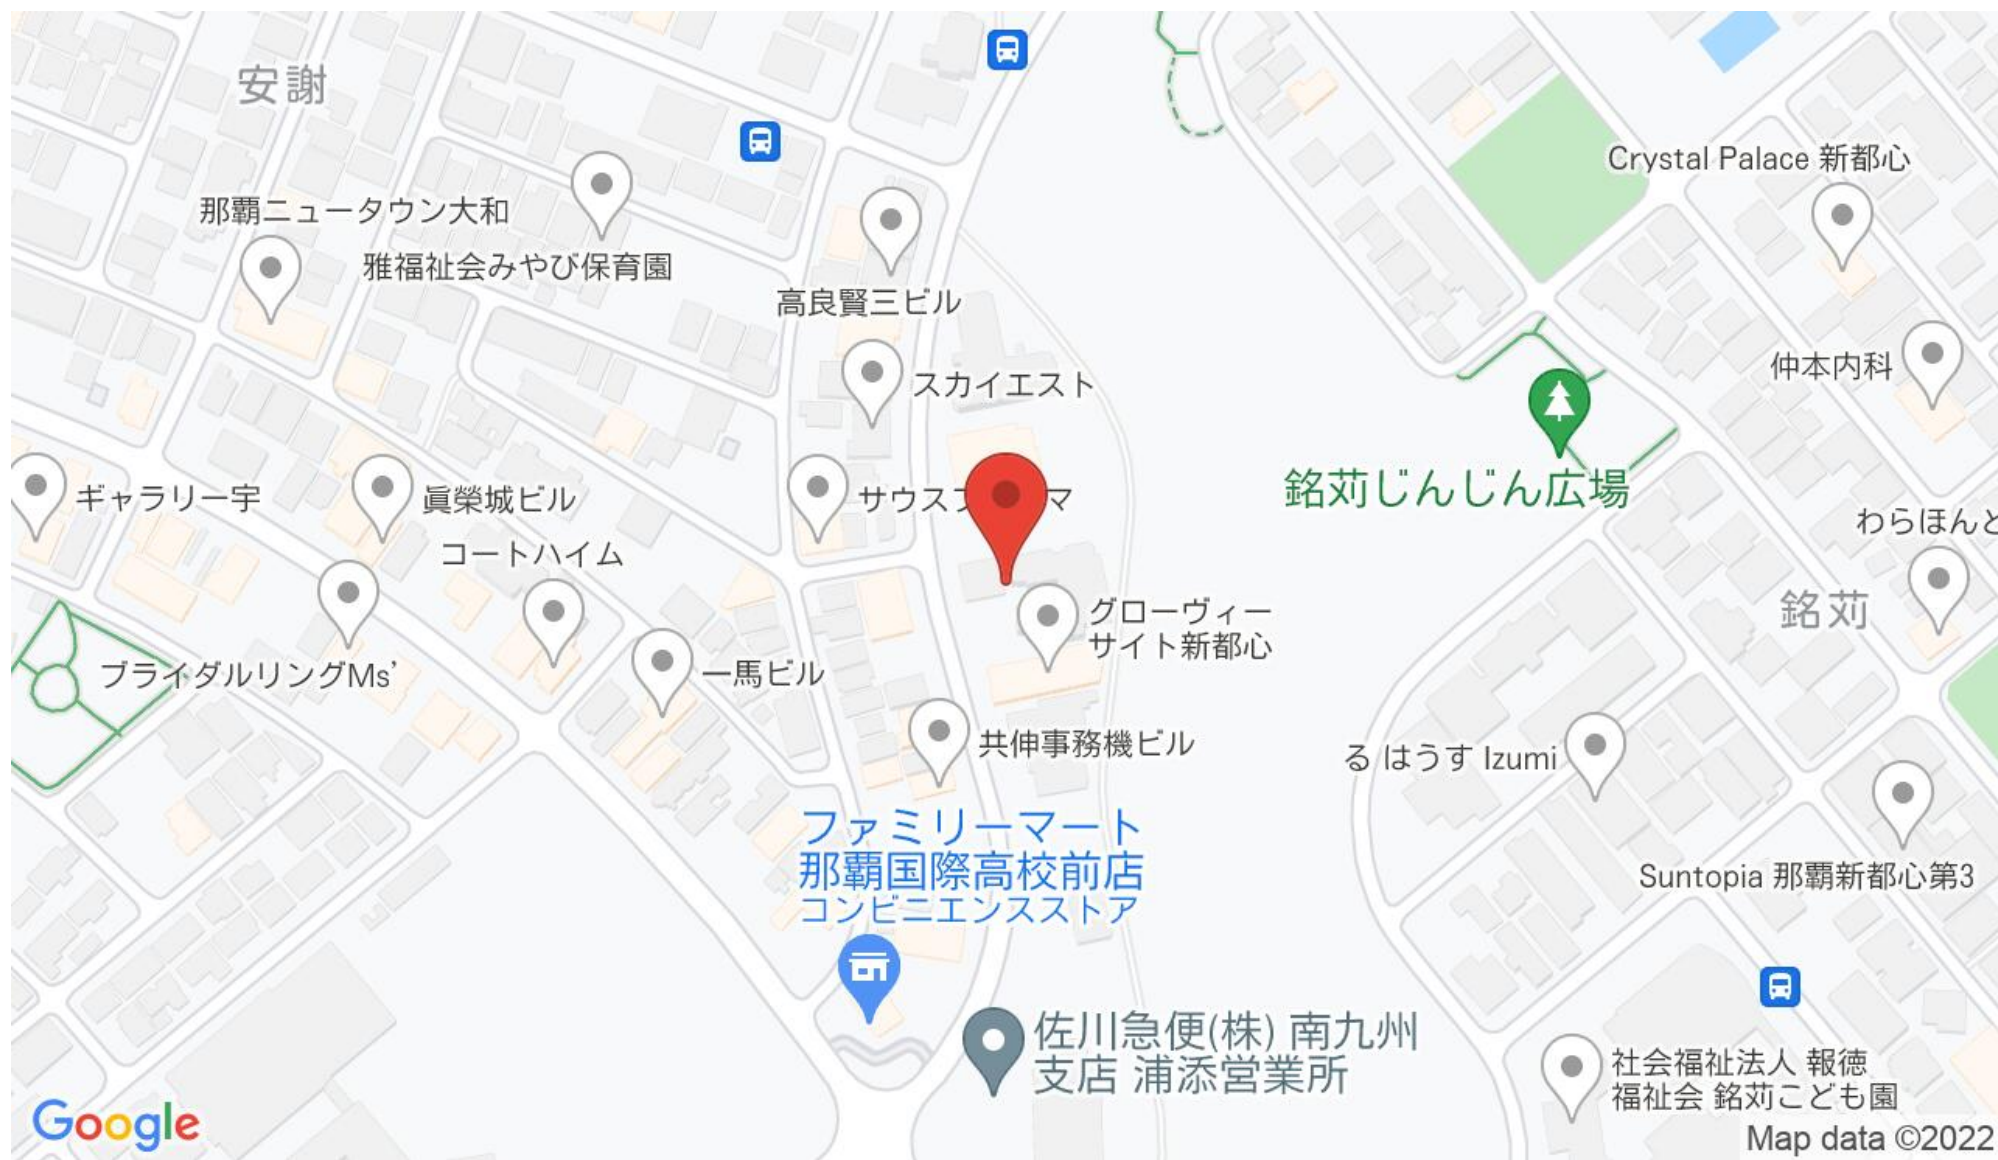 安謝
Crystal Palace 新都心
那覇ニュータウン大和
雅福祉会みやび保育園
高良賢三ビル
仲本内科
スカイエスト
ギャラリー宇
眞榮城ビル
サウスフ
マ
銘苅じんじん広場
わらほんと
コートハイム
グローヴィー
サイト新都心
銘苅
ブライダルリングMs'
一馬ビル
共伸事務機ビル
る はうす Izumi
ファミリーマート
那覇国際高校前店
コンビニエンスストア
Suntopia 那覇新都心第3
佐川急便(株) 南九州
支店 浦添営業所
社会福祉法人 報徳
福祉会 銘苅こども園
Google
Map data ©2022